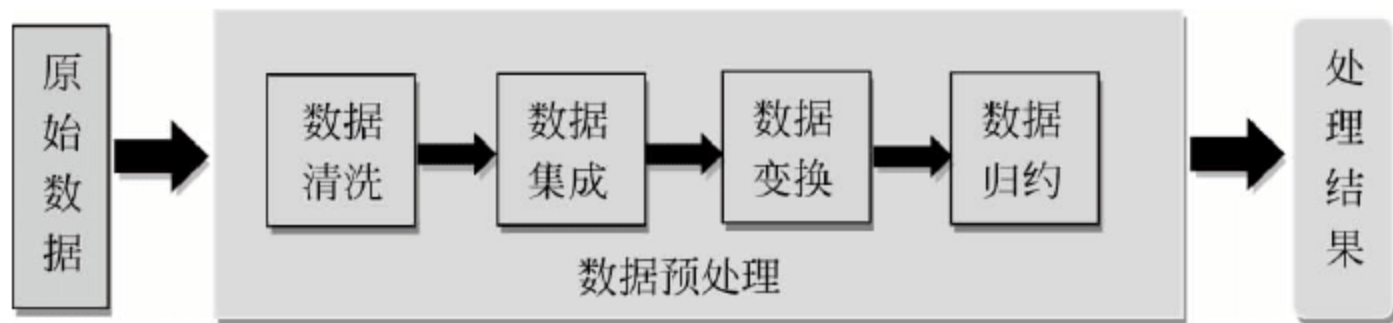 原始数据
数据清洗
数据集成
数据变换
数据归约
数据预处理
处理结果